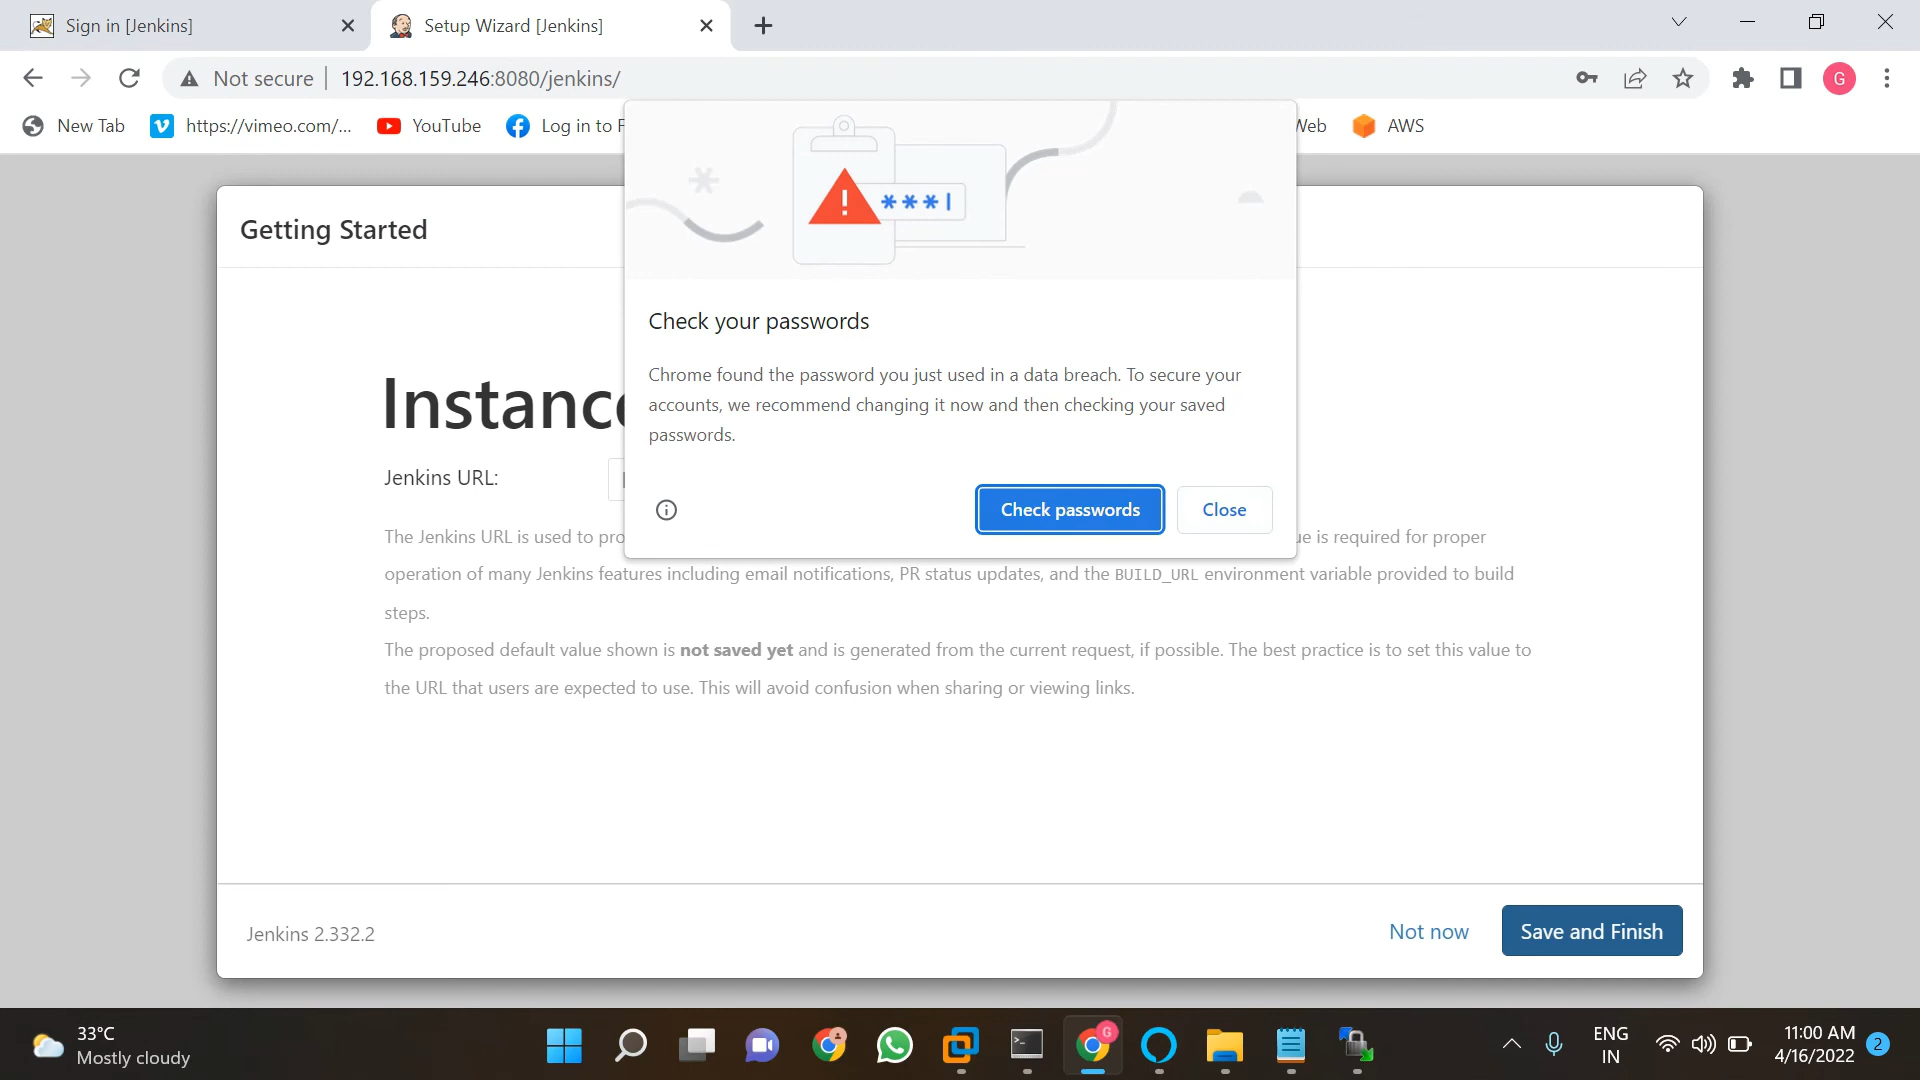 Sign in [Jenkins]
Setup Wizard [Jenkins]
Not secure
192.168.159.246:8080/jenkins/
G
New Tab
https://vimeo.com/...
YouTube
Log in to F
Web
AWS
Getting Started
Check your passwords
Chrome found the password you just used in a data breach. To secure your
accounts, we recommend changing it now and then checking your saved
passwords.
Check passwords
Close
Instance
Jenkins URL:
The Jenkins URL is used to pro
ue is required for proper
operation of many Jenkins features including email notifications, PR status updates, and the BUILD_URL environment variable provided to build
steps.
The proposed default value shown is not saved yet and is generated from the current request, if possible. The best practice is to set this value to
the URL that users are expected to use. This will avoid confusion when sharing or viewing links.
Jenkins 2.332.2
Not now
Save and Finish
33°C
Mostly cloudy
G
ENG
IN
11:00 AM
4/16/2022
2